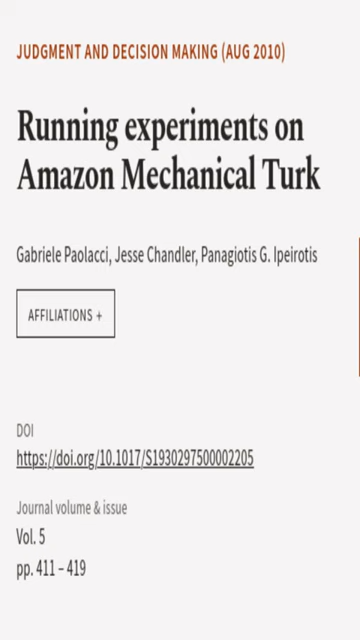 JUDGMENT AND DECISION MAKING (AUG 2010)
Running experiments on
Amazon Mechanical Turk
Gabriele Paolacci, Jesse Chandler, Panagiotis G. Ipeirotis
AFFILIATIONS +
DOI
https://doi.org/10.1017/S1930297500002205
Journal volume & issue
Vol. 5
pp. 411 – 419